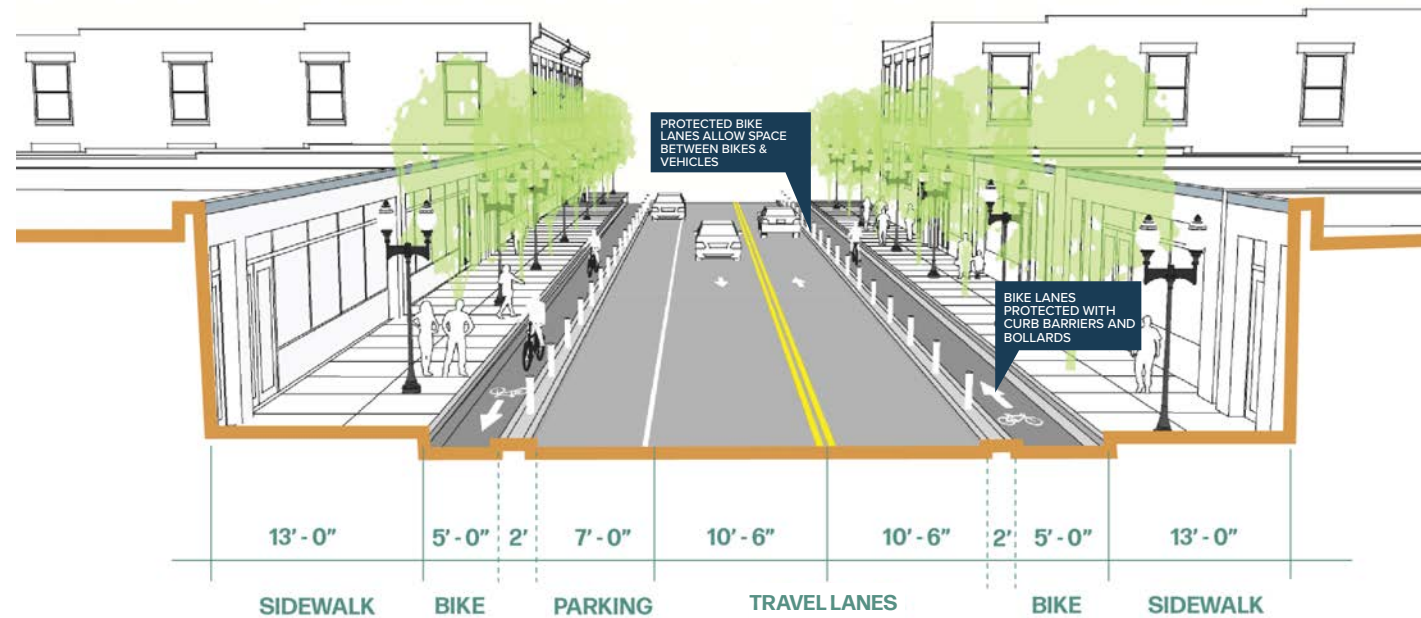 PROTECTED BIKE
LANES ALLOW SPACE
BETWEEN BIKES &
VEHICLES
BIKE LANES
PROTECTED WITH
CURB BARRIERS AND
BOLLARDS
13' - 0" 5' - 0" 2' 7' - 0" 10' - 6" 10' - 6" 2' 5' - 0" 13' - 0"
SIDEWALK BIKE PARKING TRAVEL LANES BIKE SIDEWALK